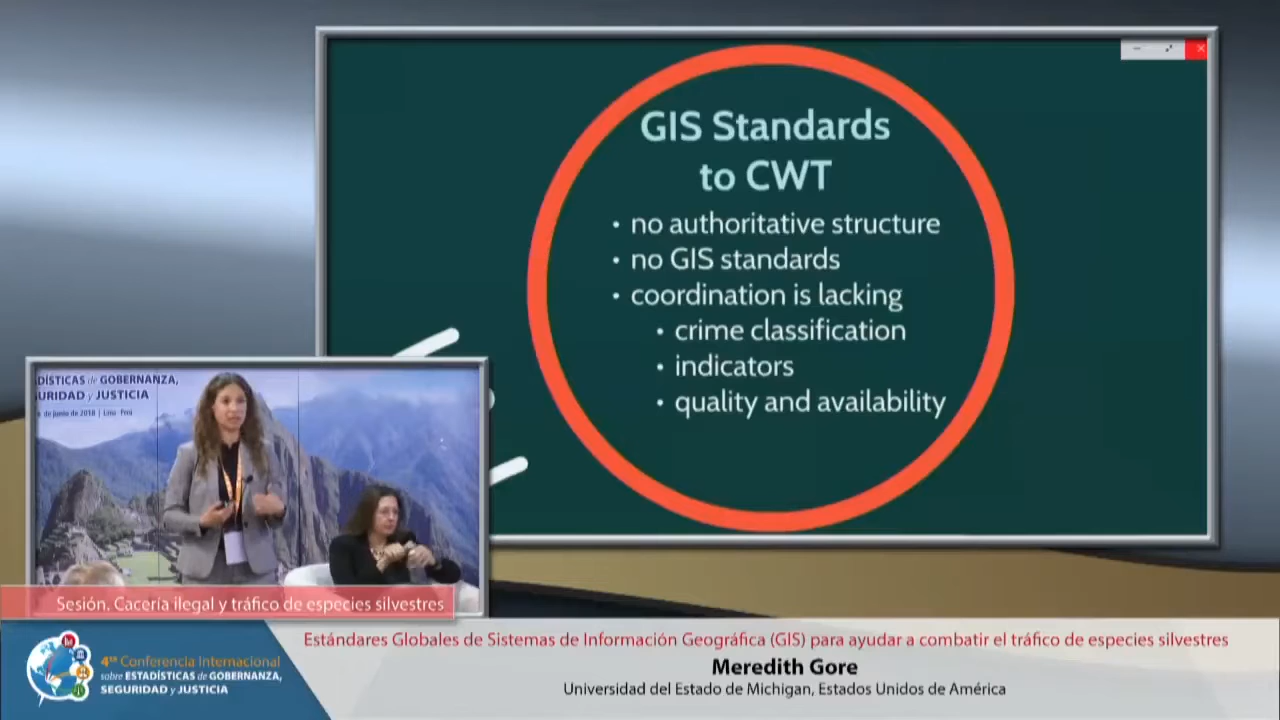 GIS Standards
to CWT
• no authoritative structure
• no GIS standards
• coordination is lacking
• crime classification
• indicators
• quality and availability
DÍSTICAS de GOBERNANZA,
URIDAD y JUSTICIA
de junio de 2018 | Lima Perú
Sesión. Cacería ilegal y tráfico de especies silvestres
4ta Conferencia Internacional
sobre ESTADÍSTICAS de GOBERNANZA,
SEGURIDAD y JUSTICIA
Estándares Globales de Sistemas de Información Geográfica (GIS) para ayudar a combatir el tráfico de especies silvestres
Meredith Gore
Universidad del Estado de Michigan, Estados Unidos de América